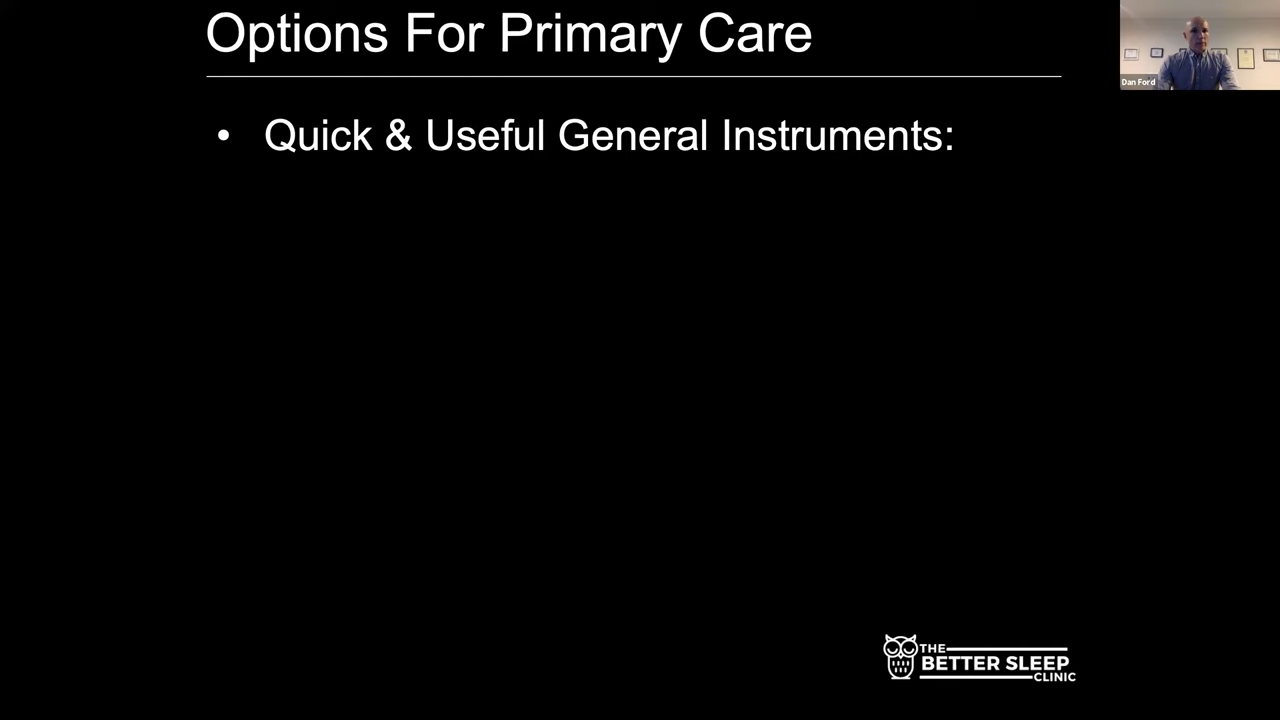 Options For Primary Care
Dan Ford
• Quick & Useful General Instruments:
THE
BETTER SLEEP
CLINIC